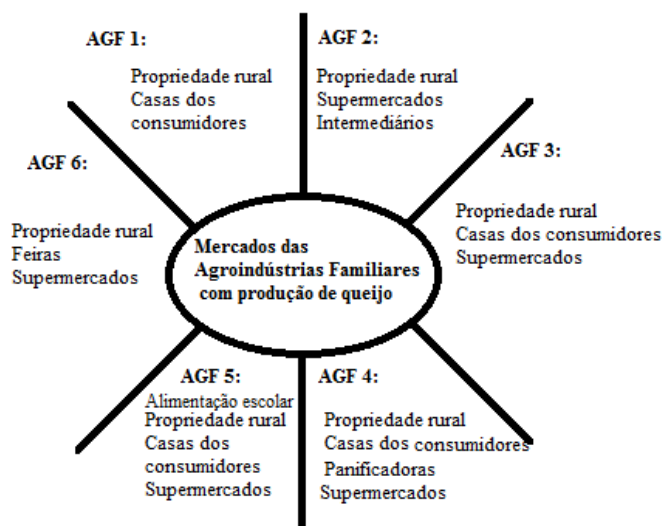 AGF 1:
Propriedade rural
Casas dos
consumidores
AGF 2:
Propriedade rural
Supermercados
Intermediários
AGF 3:
Propriedade rural
Casas dos consumidores
Supermercados
AGF 6:
Propriedade rural
Feiras
Supermercados
Mercados das
Agroindústrias Familiares
com produção de queijo
AGF 5:
Alimentação escolar
Propriedade rural
Casas dos
consumidores
Supermercados
AGF 4:
Propriedade rural
Casas dos consumidores
Panificadoras
Supermercados